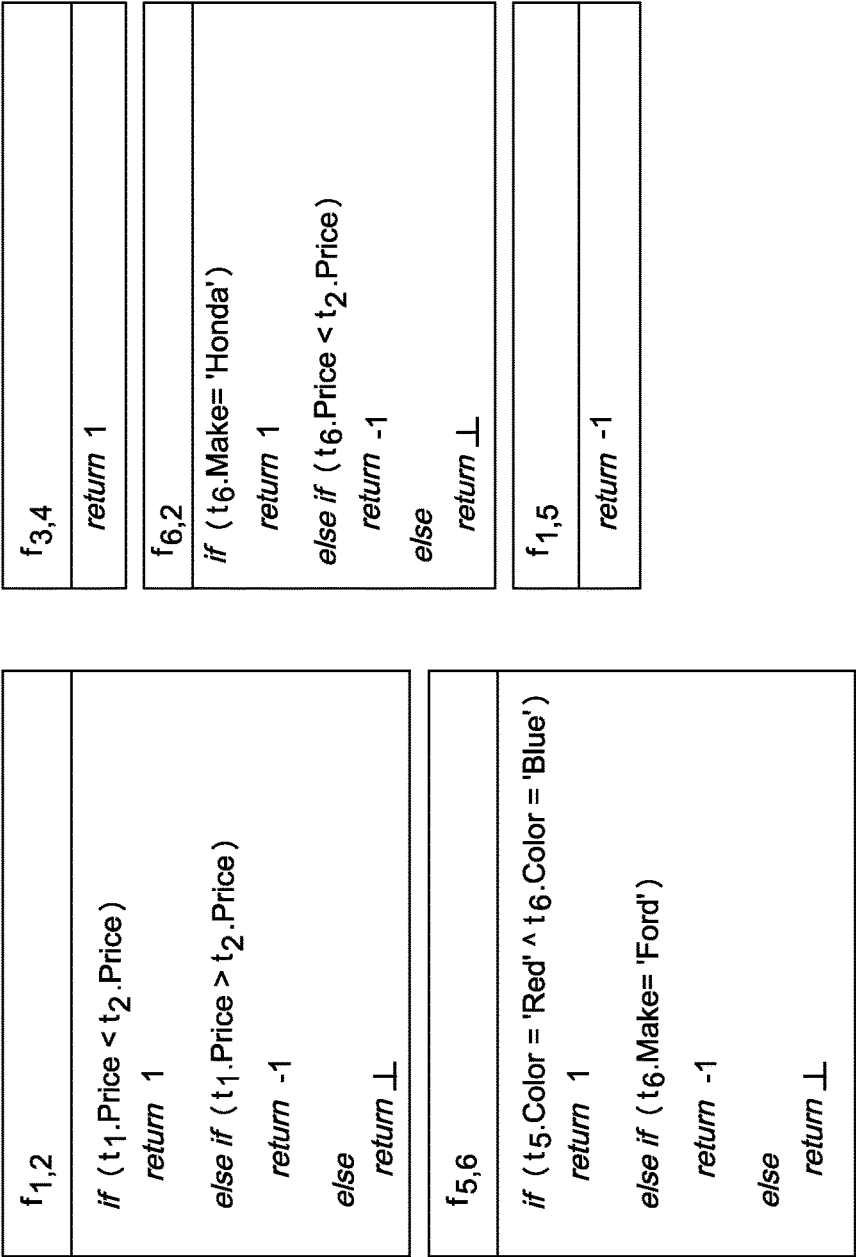 f1,2
if (t1.Price < t2.Price)
return 1
else if (t1.Price > t2.Price)
return -1
else
return ⊥
f5,6
if (t5.Color = 'Red' ^ t6.Color = 'Blue')
return 1
else if (t6.Make= 'Ford')
return -1
else
return ⊥
f3,4
return 1
f6,2
if (t6.Make= 'Honda')
return 1
else if (t6.Price < t2.Price)
return -1
else
return ⊥
f1,5
return -1